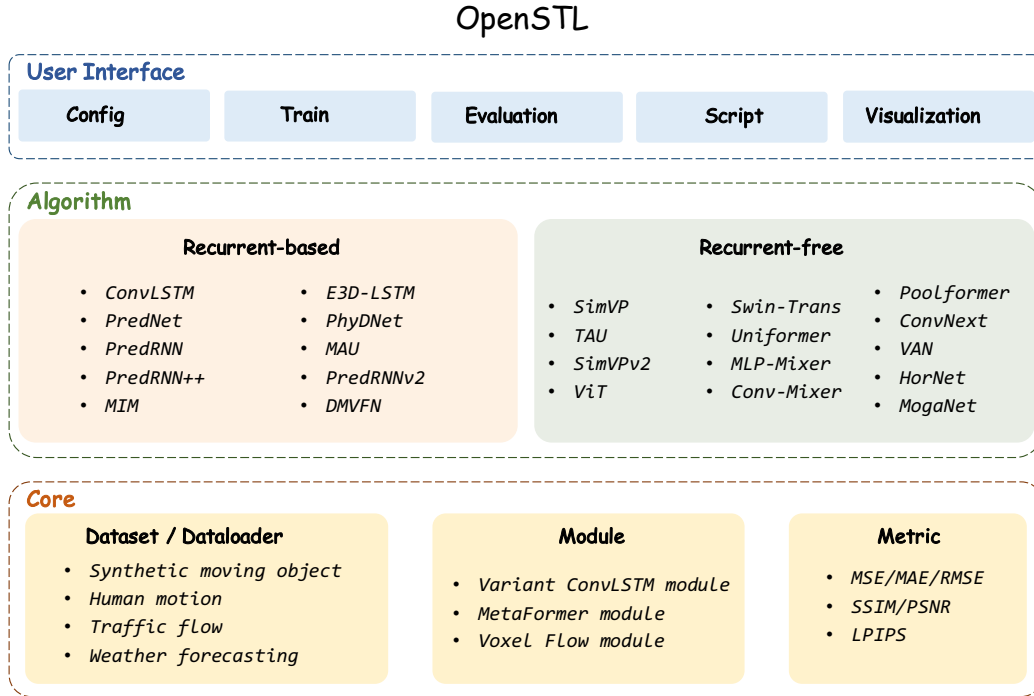 OpenSTL
User Interface
Config
Train
Evaluation
Script
Visualization
Algorithm
Recurrent-based
• ConvLSTM
• PredNet
• PredRNN
• PredRNN++
• MIM
• E3D-LSTM
• PhyDNet
• MAU
• PredRNNv2
• DMVFN
Recurrent-free
• SimVP
• TAU
• SimVPv2
• ViT
• Swin-Trans
• Uniformer
• MLP-Mixer
• Conv-Mixer
• Poolformer
• ConvNext
• VAN
• HorNet
• MogaNet
Core
Dataset / Dataloader
• Synthetic moving object
• Human motion
• Traffic flow
• Weather forecasting
Module
• Variant ConvLSTM module
• MetaFormer module
• Voxel Flow module
Metric
• MSE/MAE/RMSE
• SSIM/PSNR
• LPIPS